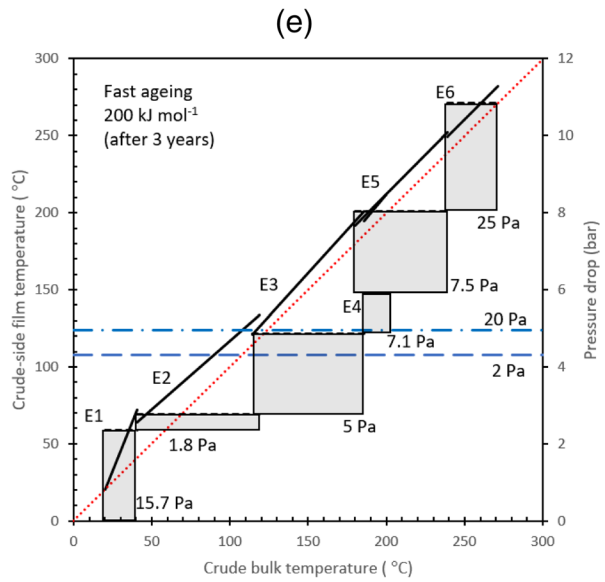 (e)
Fast ageing
200 kJ mol⁻¹
(after 3 years)
E1
E2
E3
E4
E5
E6
15.7 Pa
1.8 Pa
5 Pa
7.1 Pa
7.5 Pa
25 Pa
20 Pa
2 Pa
Crude-side film temperature ( °C)
0
50
100
150
200
250
300
Pressure drop (bar)
0
2
4
6
8
10
12
0
50
100
150
200
250
300
Crude bulk temperature ( °C)